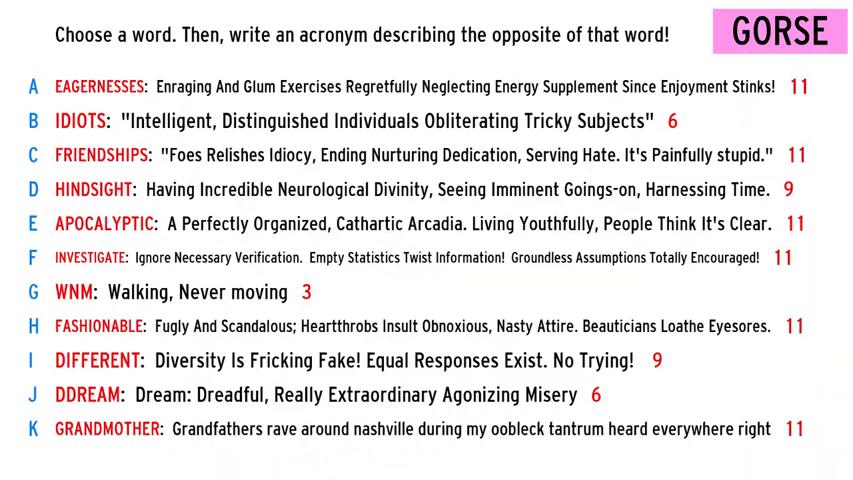 Choose a word. Then, write an acronym describing the opposite of that word!
GORSE
A EAGERNESSES: Enraging And Glum Exercises Regretfully Neglecting Energy Supplement Since Enjoyment Stinks! 11
B IDIOTS: "Intelligent, Distinguished Individuals Obliterating Tricky Subjects" 6
C FRIENDSHIPS: "Foes Relishes Idiocy, Ending Nurturing Dedication, Serving Hate. It's Painfully stupid." 11
D HINDSIGHT: Having Incredible Neurological Divinity, Seeing Imminent Goings-on, Harnessing Time. 9
E APOCALYPTIC: A Perfectly Organized, Cathartic Arcadia. Living Youthfully, People Think It's Clear. 11
F INVESTIGATE: Ignore Necessary Verification. Empty Statistics Twist Information! Groundless Assumptions Totally Encouraged! 11
G WNM: Walking, Never moving 3
H FASHIONABLE: Fugly And Scandalous; Heartthrobs Insult Obnoxious, Nasty Attire. Beauticians Loathe Eyesores. 11
I DIFFERENT: Diversity Is Fricking Fake! Equal Responses Exist. No Trying! 9
J DDREAM: Dream: Dreadful, Really Extraordinary Agonizing Misery 6
K GRANDMOTHER: Grandfathers rave around nashville during my oobleck tantrum heard everywhere right 11